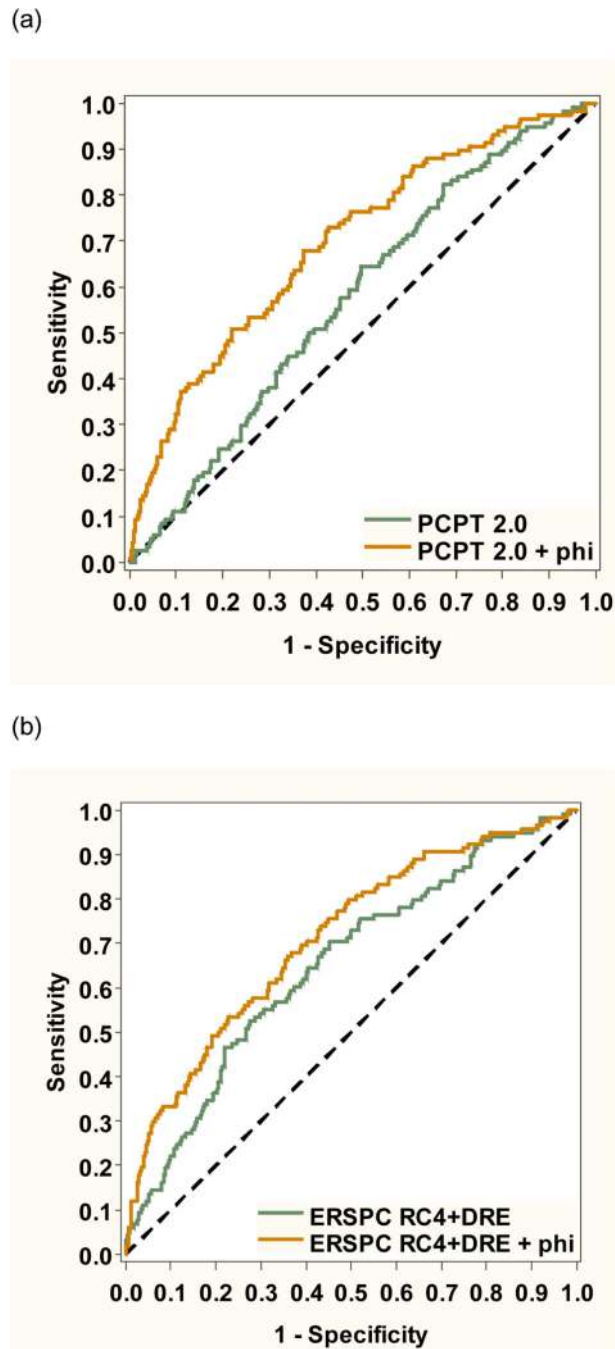 (a)
1.0
0.9
0.8
0.7
0.6
0.5
0.4
0.3
0.2
0.1
0.0
Sensitivity
PCPT 2.0
PCPT 2.0 + phi
0.0 0.1 0.2 0.3 0.4 0.5 0.6 0.7 0.8 0.9 1.0
1 - Specificity
(b)
1.0
0.9
0.8
0.7
0.6
0.5
0.4
0.3
0.2
0.1
0.0
Sensitivity
ERSPC RC4+DRE
ERSPC RC4+DRE + phi
0.0 0.1 0.2 0.3 0.4 0.5 0.6 0.7 0.8 0.9 1.0
1 - Specificity